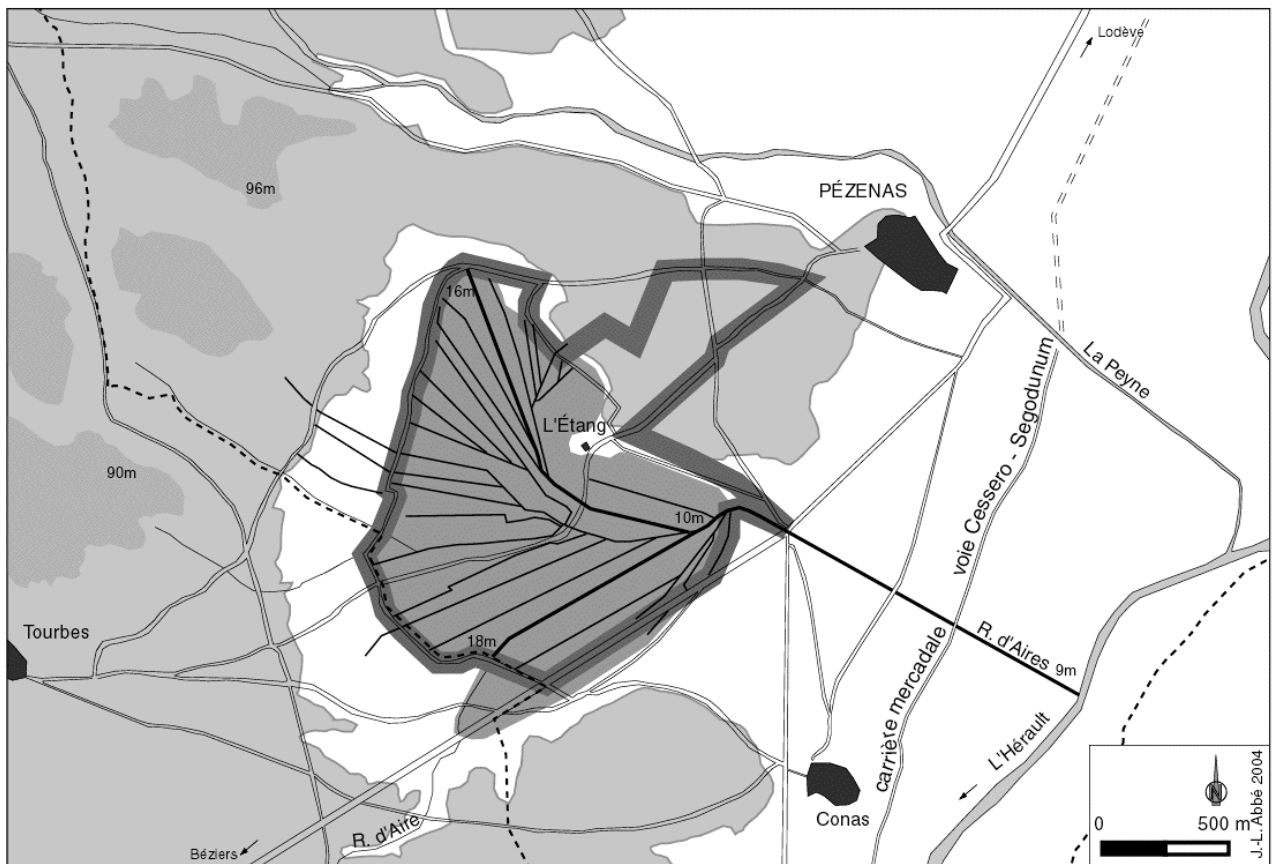 Lodève
PÉZENAS
96m
16m
La Peyne
L'Étang
voie Cessero - Segodunum
90m
10m
Tourbes
18m
R. d'Aires
9m
carrière mercadale
L'Hérault
Conas
R. d'Aire
Béziers
N
0 500 m
J.-L. Abbé 2004